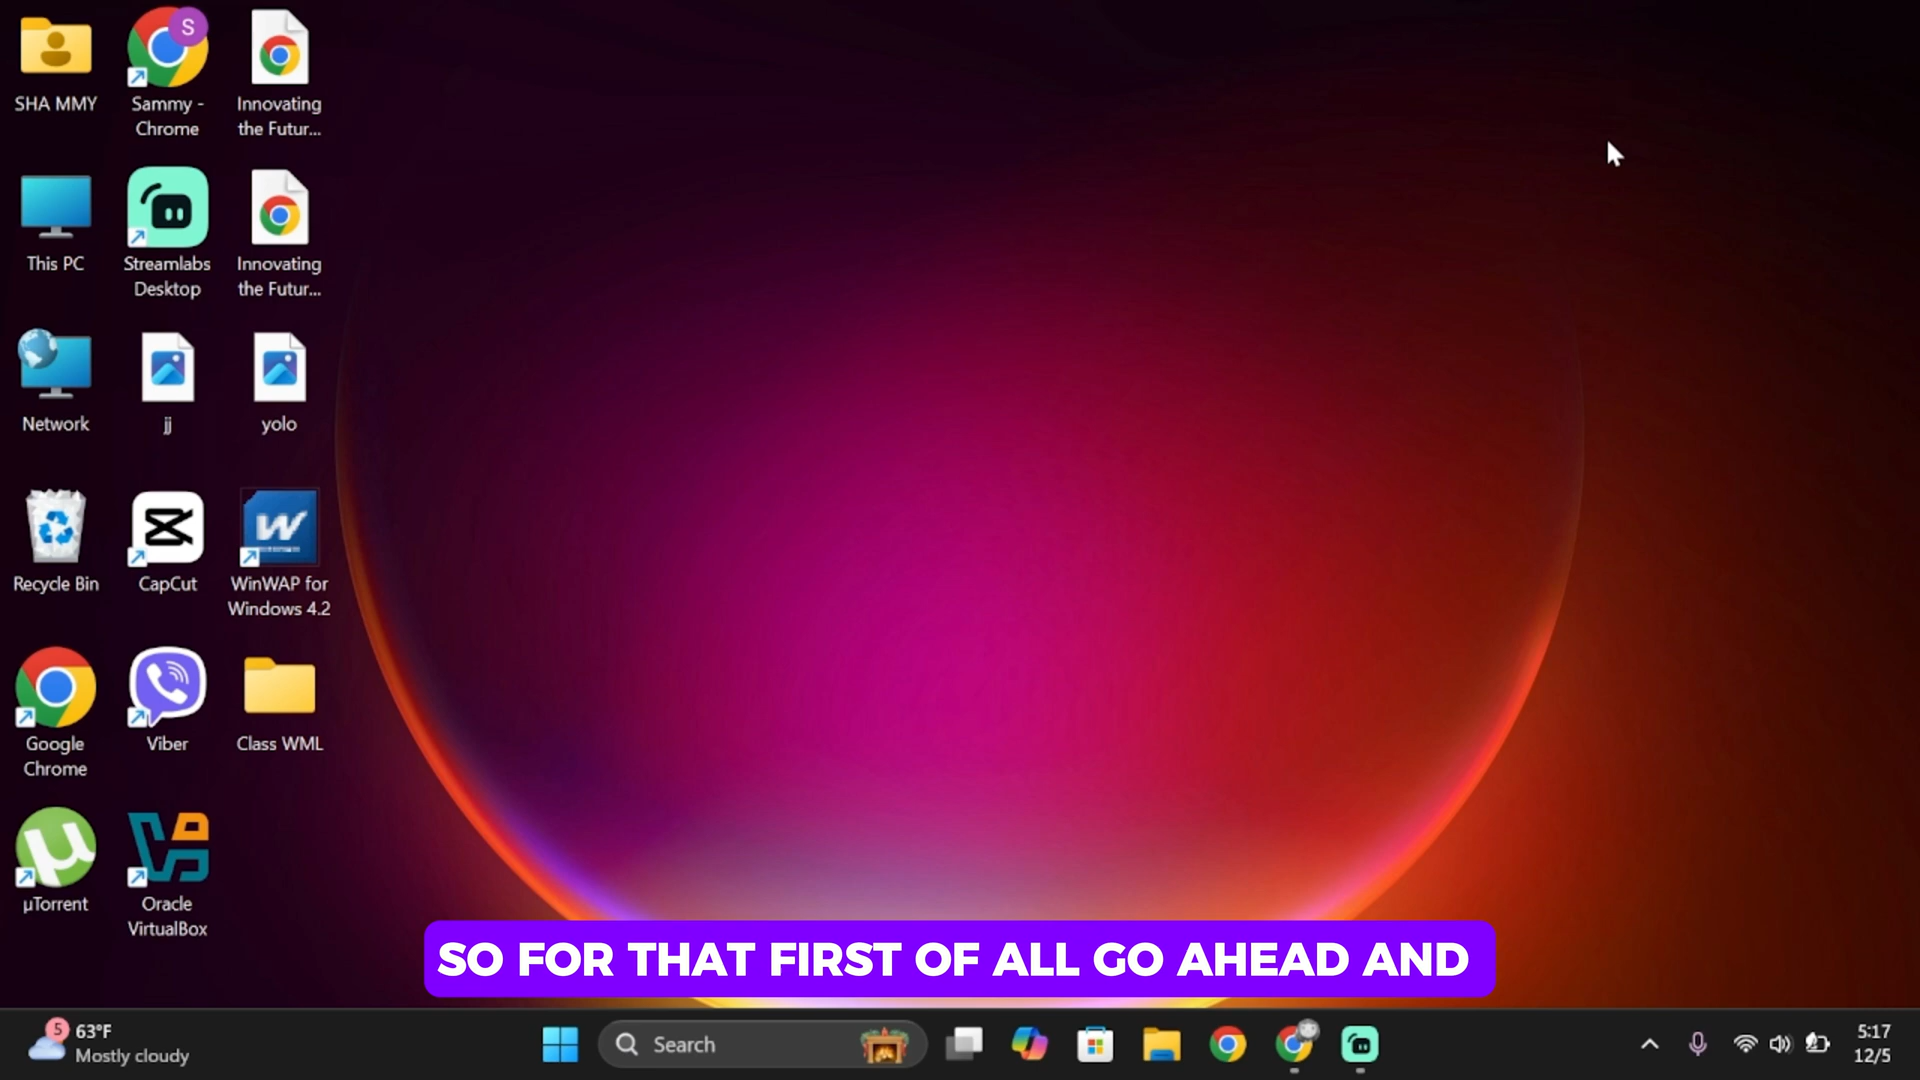 SHA MMY
S
Sammy -
Chrome
Innovating
the Futur...
This PC
Streamlabs
Desktop
Innovating
the Futur...
Network
jj
yolo
Recycle Bin
CapCut
W
WinWAP for
Windows 4.2
Google
Chrome
Viber
Class WML
µ
µTorrent
Oracle
VirtualBox
SO FOR THAT FIRST OF ALL GO AHEAD AND
5
63°F
Mostly cloudy
Search
5:17
12/5